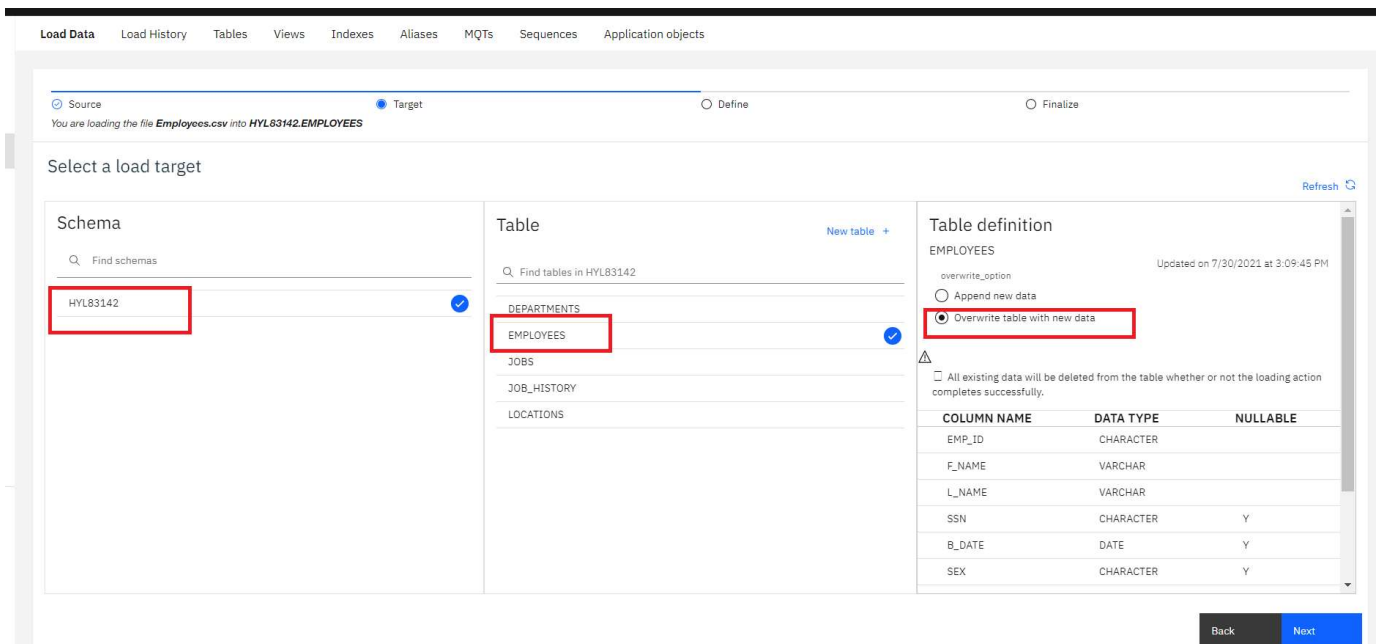 Load Data Load History Tables Views Indexes Aliases MQTs Sequences Application objects
Source Target Define Finalize
You are loading the file Employees.csv into HYL83142.EMPLOYEES
Select a load target
Refresh
Schema
Find schemas
HYL83142
Table
New table +
Find tables in HYL83142
DEPARTMENTS
EMPLOYEES
JOBS
JOB_HISTORY
LOCATIONS
Table definition
EMPLOYEES
Updated on 7/30/2021 at 3:09:45 PM
overwrite_option
Append new data
Overwrite table with new data
All existing data will be deleted from the table whether or not the loading action
completes successfully.
COLUMN NAME DATA TYPE NULLABLE
EMP_ID CHARACTER
F_NAME VARCHAR
L_NAME VARCHAR
SSN CHARACTER Y
B_DATE DATE Y
SEX CHARACTER Y
Back Next